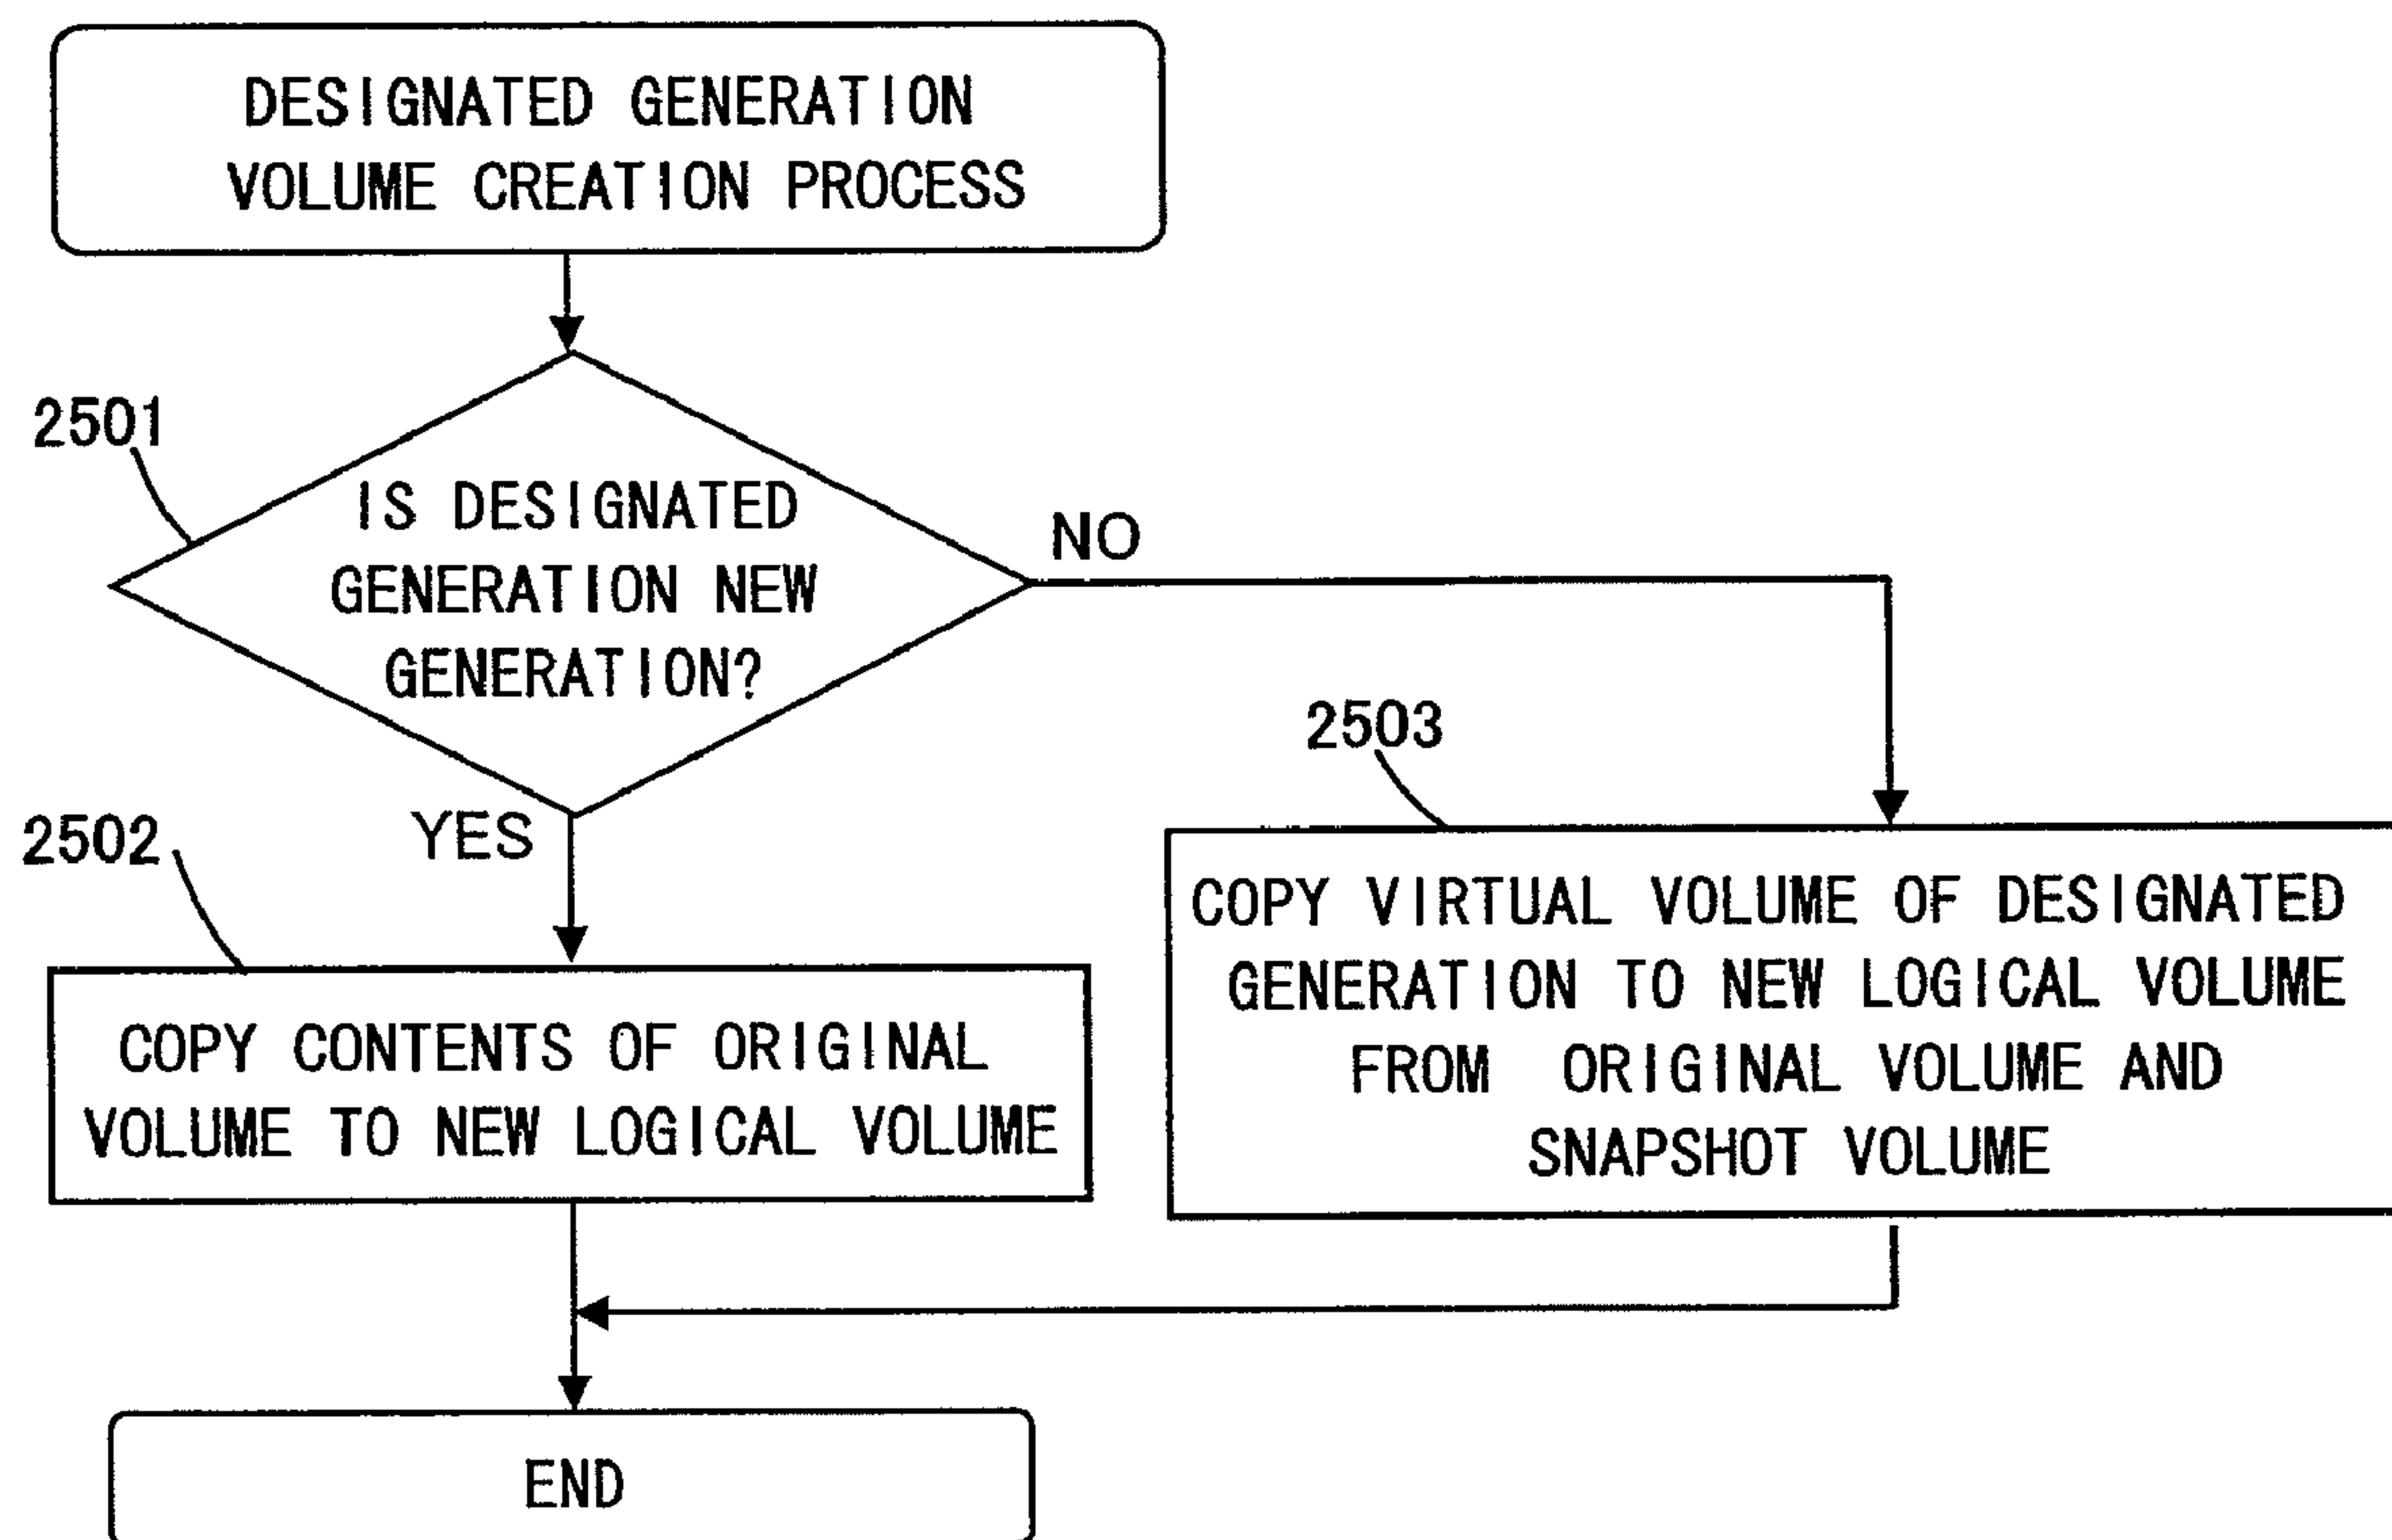 DESIGNATED GENERATION
VOLUME CREATION PROCESS
2501
IS DESIGNATED
GENERATION NEW
GENERATION?
NO
YES
2502
COPY CONTENTS OF ORIGINAL
VOLUME TO NEW LOGICAL VOLUME
2503
COPY VIRTUAL VOLUME OF DESIGNATED
GENERATION TO NEW LOGICAL VOLUME
FROM ORIGINAL VOLUME AND
SNAPSHOT VOLUME
END